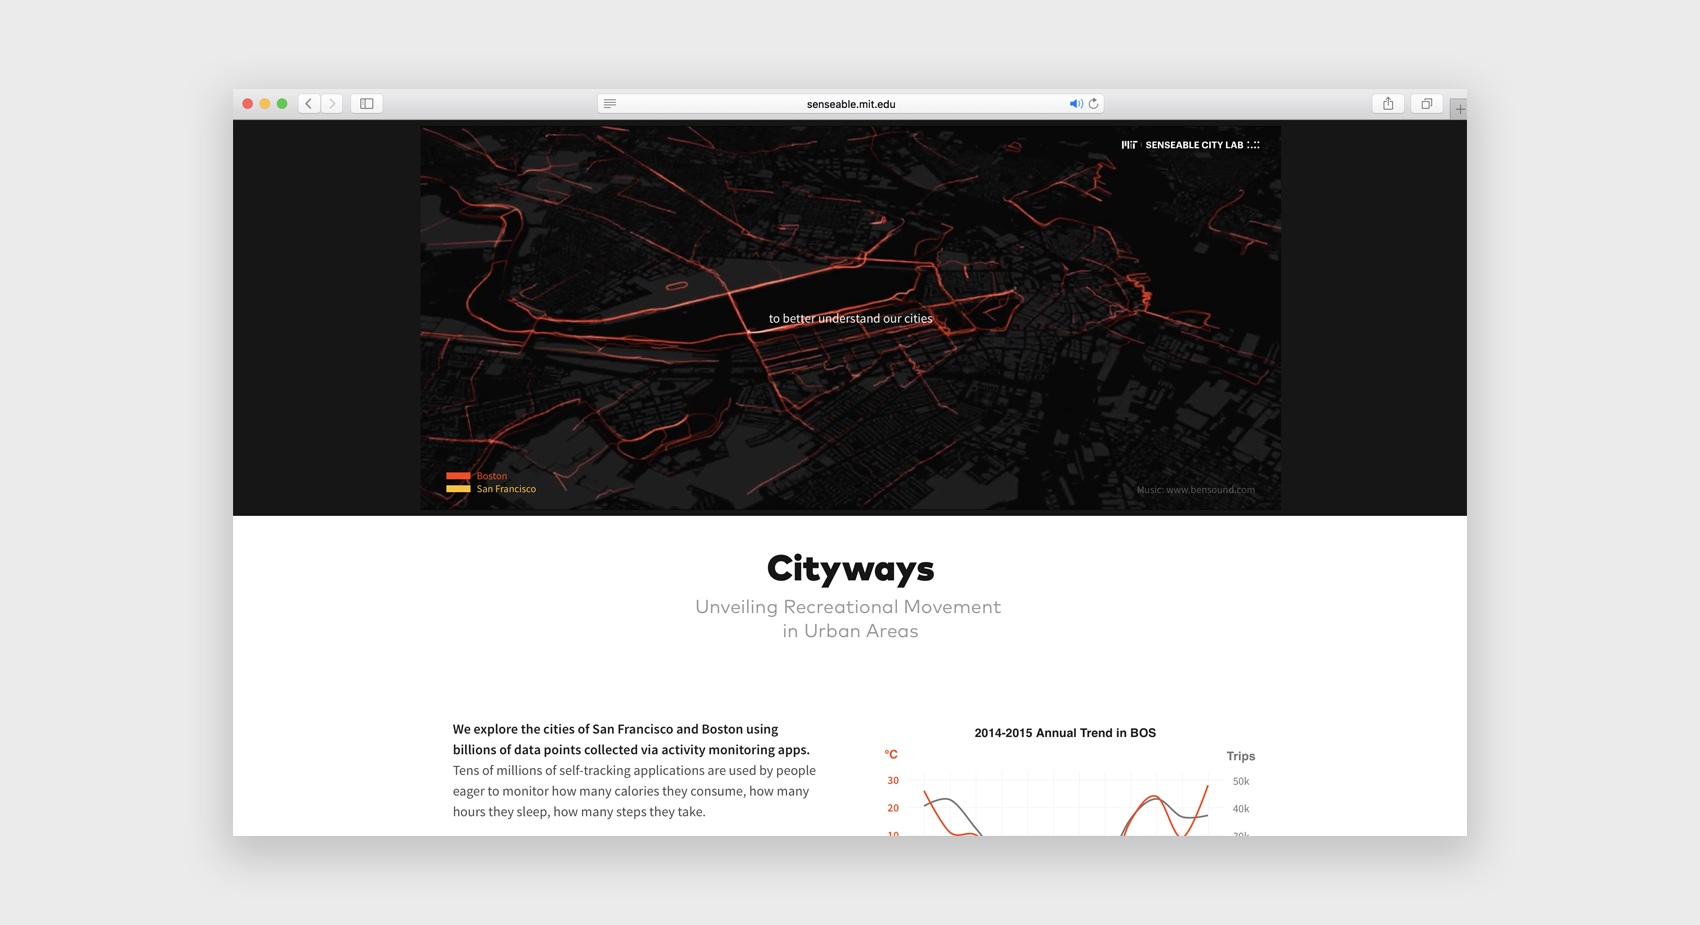 senseable.mit.edu
MIT SENSEABLE CITY LAB
to better understand our cities
Boston
San Francisco
Music: www.bensound.com
Cityways
Unveiling Recreational Movement
in Urban Areas
We explore the cities of San Francisco and Boston using
billions of data points collected via activity monitoring apps.
Tens of millions of self-tracking applications are used by people
eager to monitor how many calories they consume, how many
hours they sleep, how many steps they take.
2014-2015 Annual Trend in BOS
°C
Trips
30
50k
20
40k
10
30k